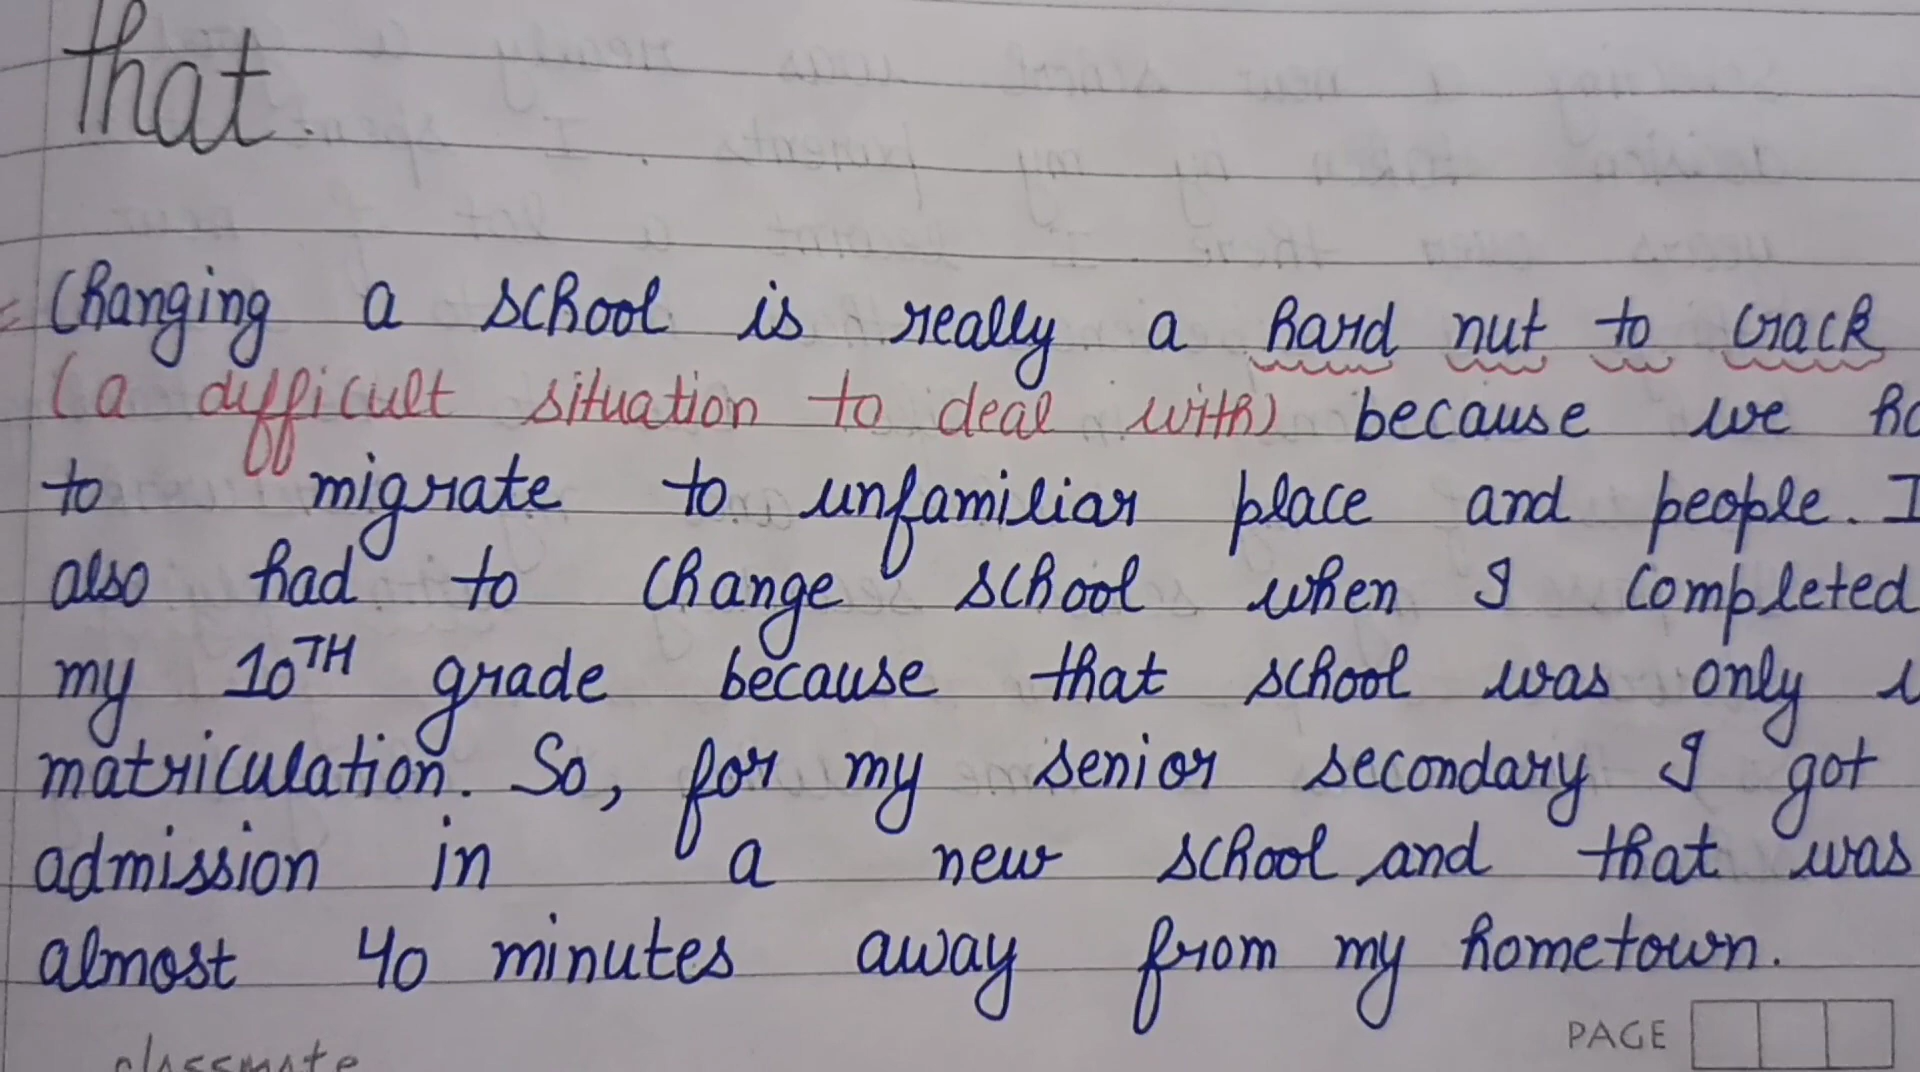 that.
Changing a school is really a hard nut to crack
(a difficult situation to deal with) because we
to migrate to unfamiliar place and people. I
also had to change school when I completed
my 10TH grade because that school was only
matriculation. So, for my senior secondary I got
admission in a new school and that was
almost 40 minutes away from my hometown.
PAGE
classmate